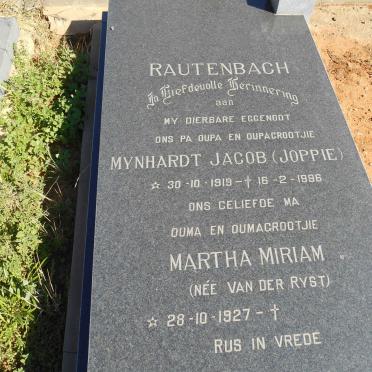 RAUTENBACH
In Liefdevolle Herinnering
aan
MY DIERBARE EGGENOOT
ONS PA OUPA EN OUPAGROOTJIE
MYNHARDT JACOB (JOPPIE)
☆ 30-10-1919 - † 16-2-1996
ONS GELIEFDE MA
OUMA EN OUMAGROOTJIE
MARTHA MIRIAM
(NÉE VAN DER RYST)
☆ 28-10-1927 - †
RUS IN VREDE